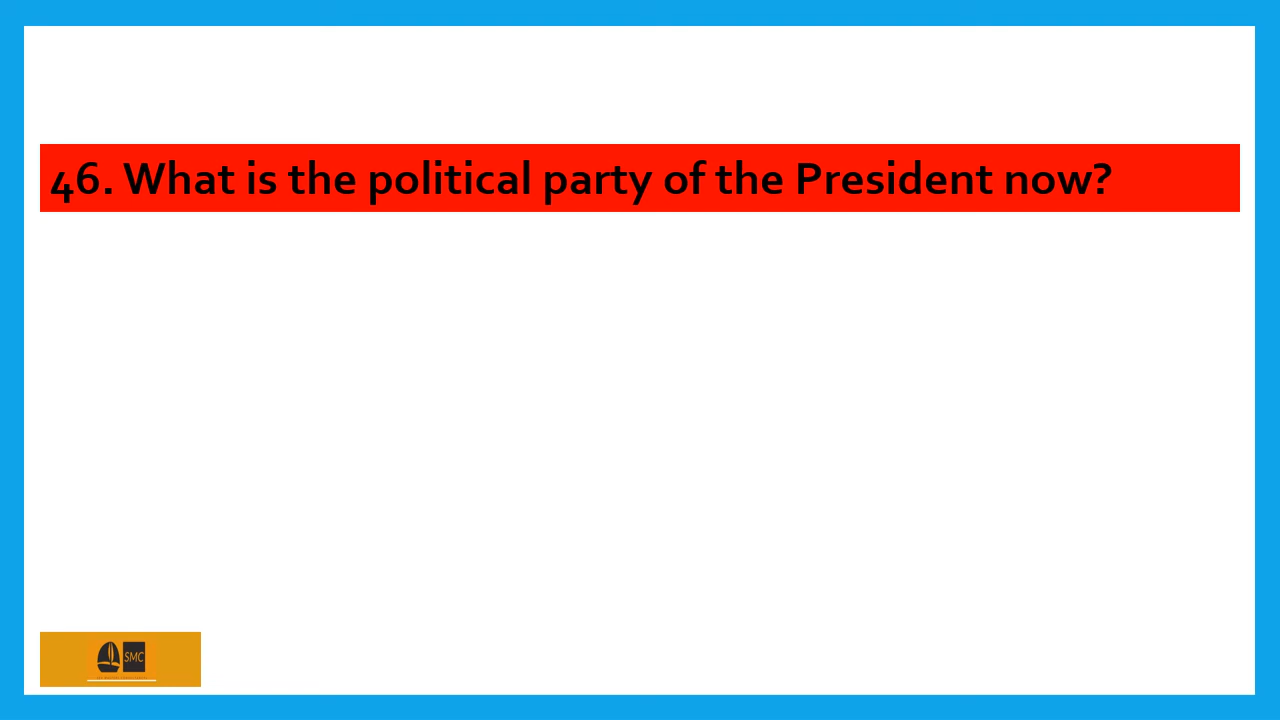 46. What is the political party of the President now?
SMC